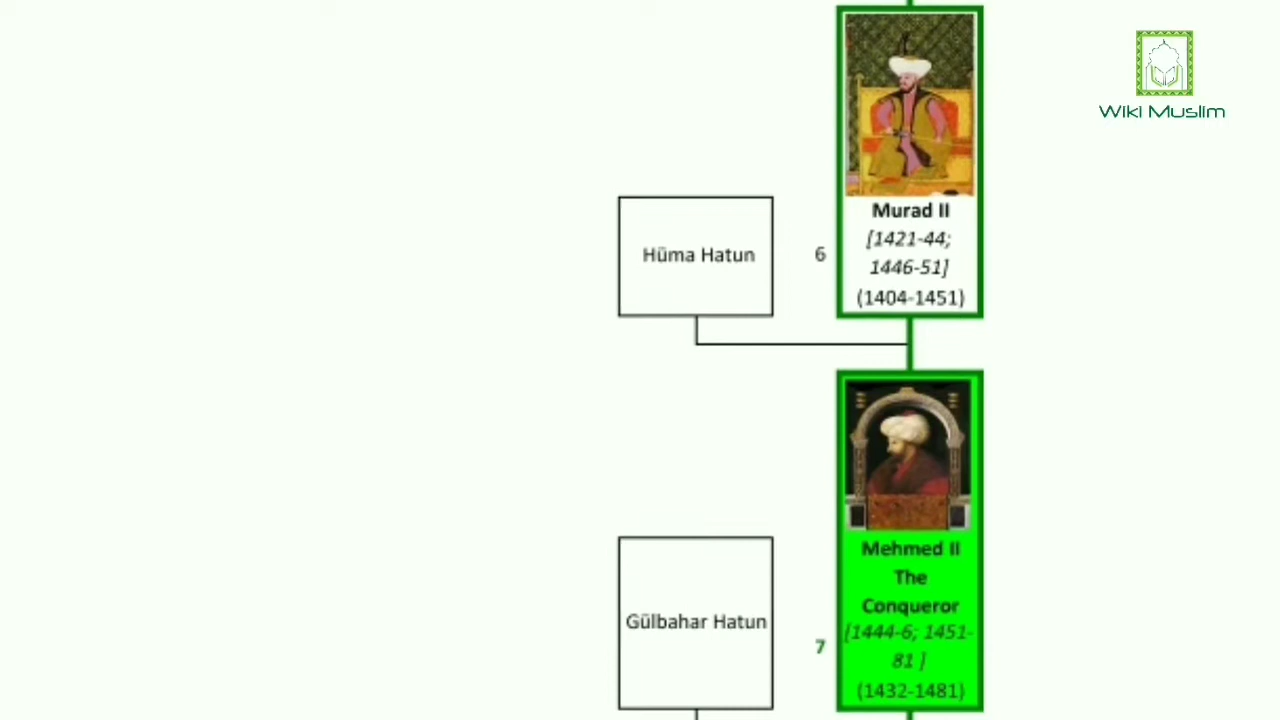 Wiki Muslim
Murad II
[1421-44;
1446-51]
(1404-1451)
Hüma Hatun
6
Mehmed II
The
Conqueror
[1444-6; 1451-
81 ]
(1432-1481)
Gülbahar Hatun
7